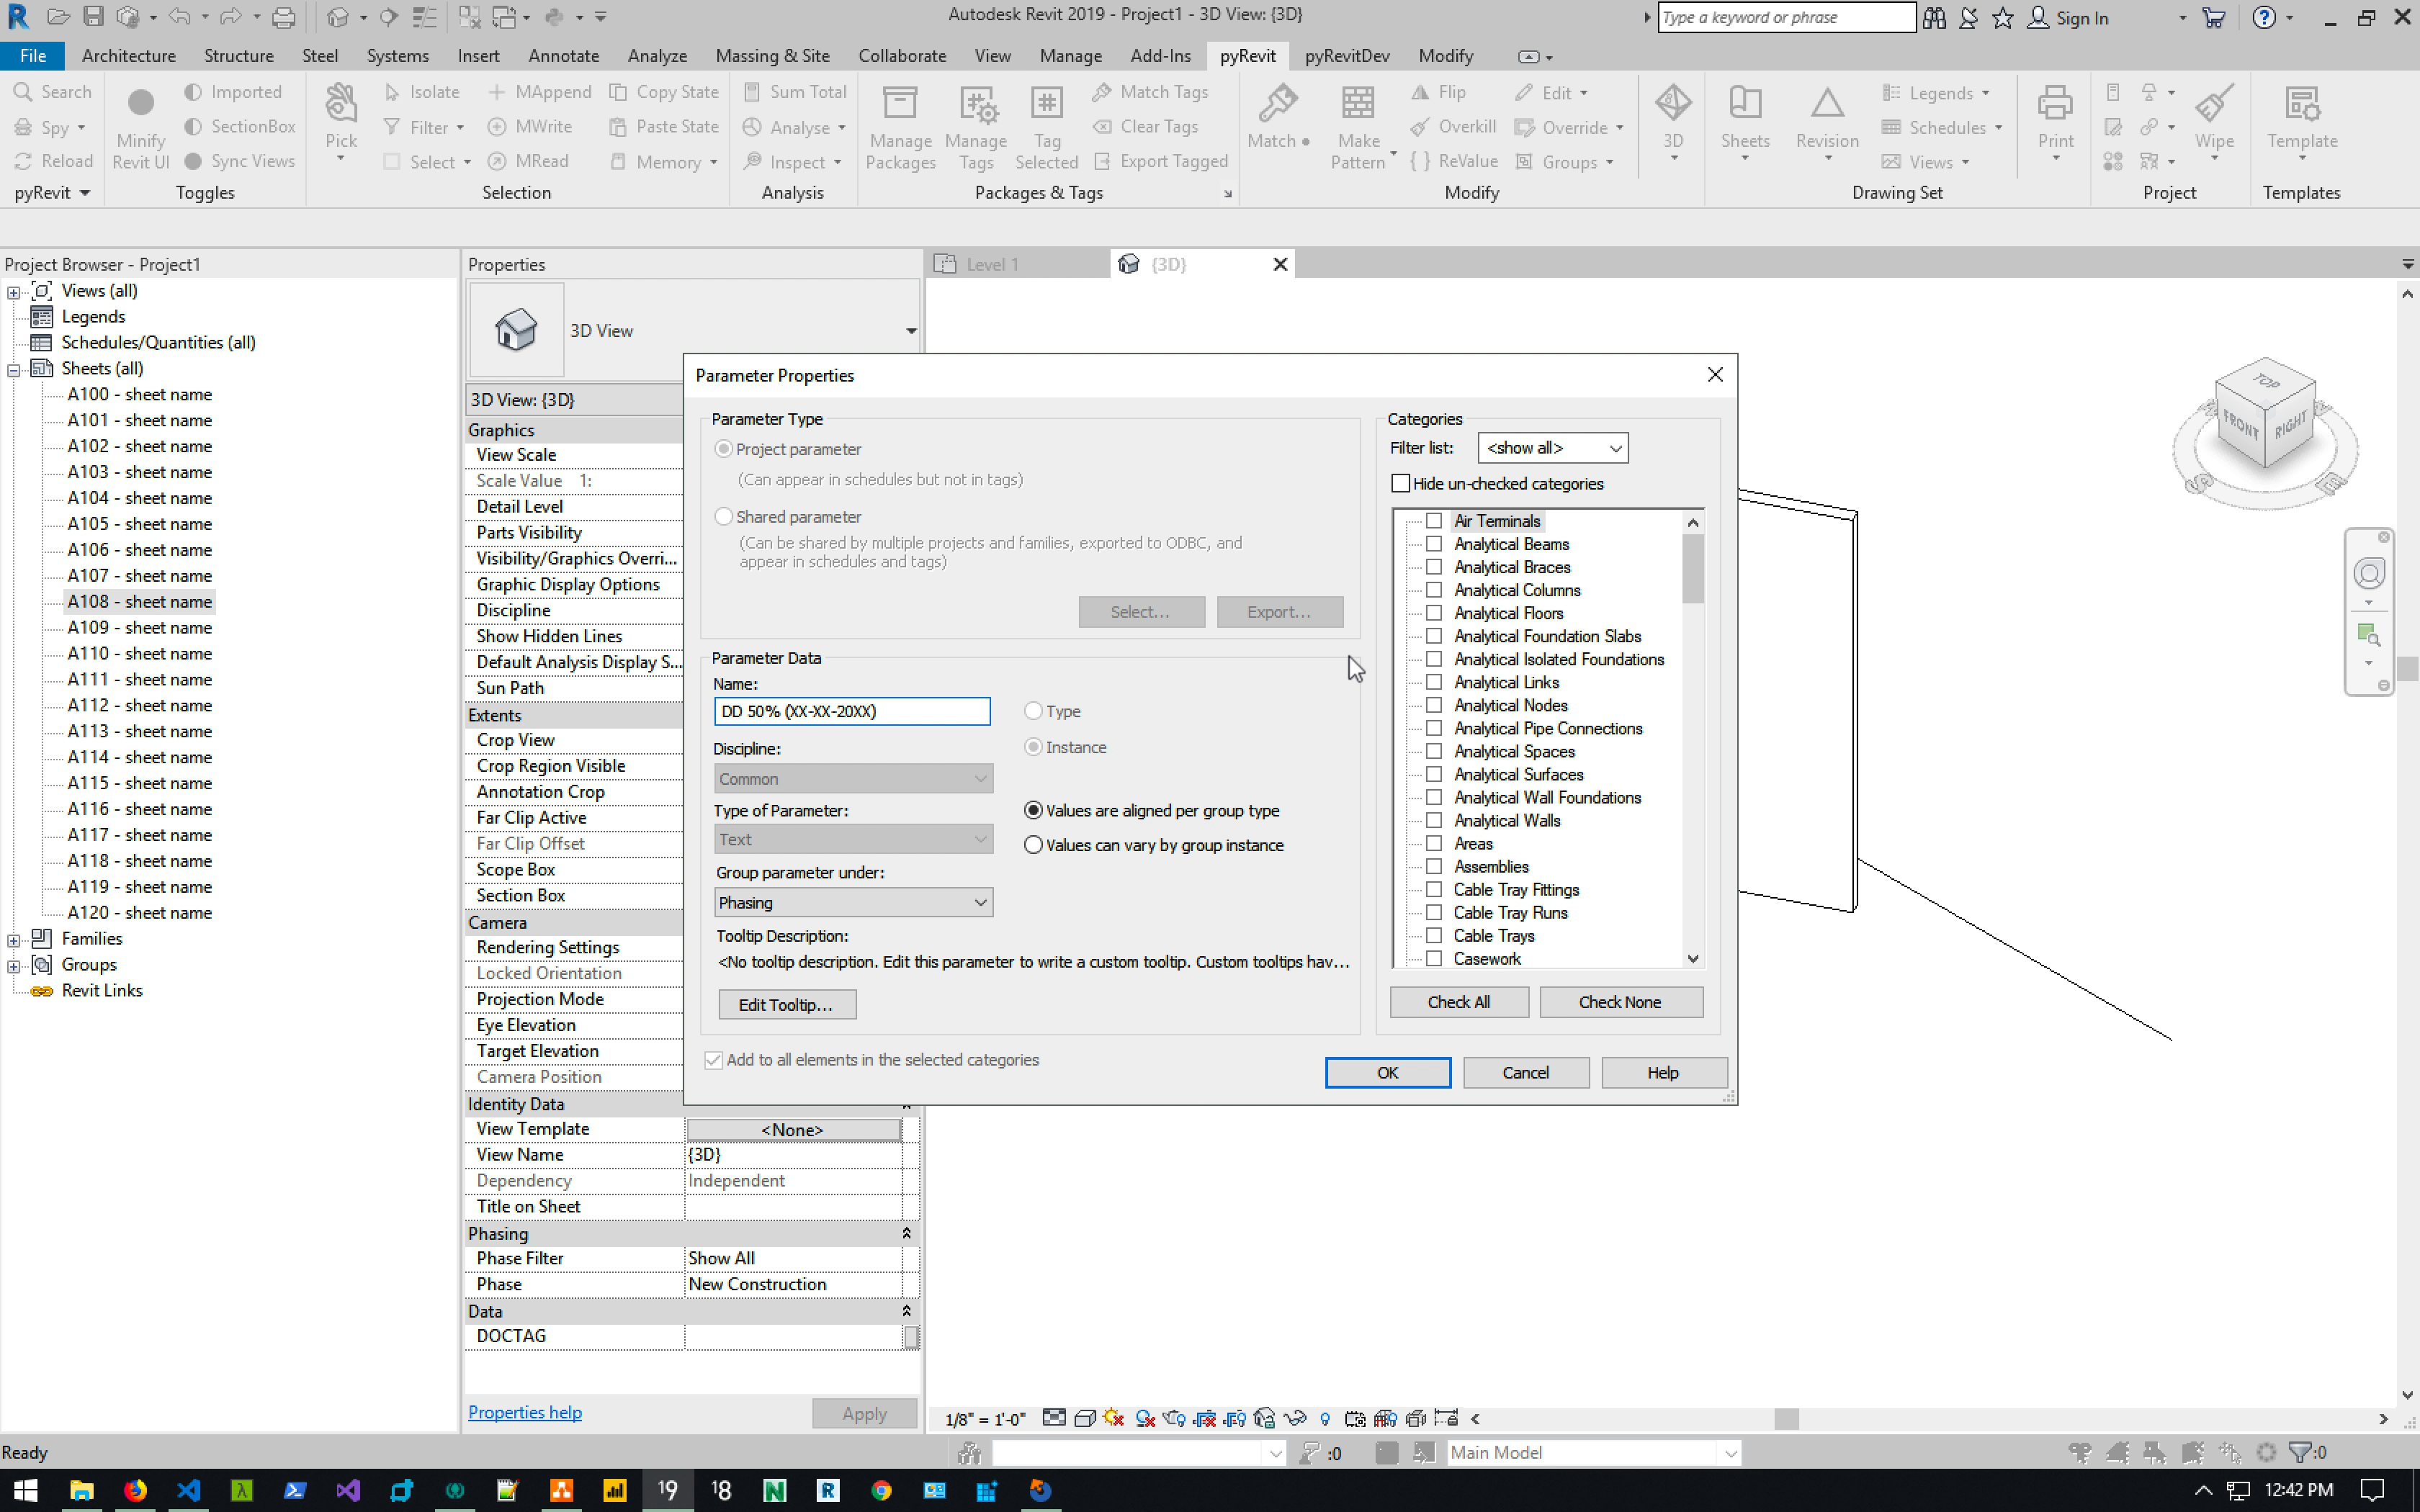 Autodesk Revit 2019 - Project1 - 3D View: {3D}
Type a keyword or phrase
Sign In
File
Architecture
Structure
Steel
Systems
Insert
Annotate
Analyze
Massing & Site
Collaborate
View
Manage
Add-Ins
pyRevit
pyRevitDev
Modify
Search
Spy
Reload
pyRevit
Minify
Revit UI
Imported
SectionBox
Sync Views
Toggles
Pick
Isolate
Filter
Select
MAppend
MWrite
MRead
Copy State
Paste State
Memory
Selection
Sum Total
Analyse
Inspect
Analysis
Manage
Packages
Manage
Tags
Tag
Selected
Match Tags
Clear Tags
Export Tagged
Packages & Tags
Match
Make
Pattern
Flip
Overkill
ReValue
Edit
Override
Groups
Modify
3D
Sheets
Revision
Legends
Schedules
Views
Drawing Set
Print
Wipe
Project
Template
Templates
Project Browser - Project1
Views (all)
Legends
Schedules/Quantities (all)
Sheets (all)
A100 - sheet name
A101 - sheet name
A102 - sheet name
A103 - sheet name
A104 - sheet name
A105 - sheet name
A106 - sheet name
A107 - sheet name
A108 - sheet name
A109 - sheet name
A110 - sheet name
A111 - sheet name
A112 - sheet name
A113 - sheet name
A114 - sheet name
A115 - sheet name
A116 - sheet name
A117 - sheet name
A118 - sheet name
A119 - sheet name
A120 - sheet name
Families
Groups
Revit Links
Properties
3D View
3D View: {3D}
Graphics
View Scale
Scale Value 1:
Detail Level
Parts Visibility
Visibility/Graphics Overri...
Graphic Display Options
Discipline
Show Hidden Lines
Default Analysis Display S...
Sun Path
Extents
Crop View
Crop Region Visible
Annotation Crop
Far Clip Active
Far Clip Offset
Scope Box
Section Box
Camera
Rendering Settings
Locked Orientation
Projection Mode
Eye Elevation
Target Elevation
Camera Position
Identity Data
View Template <None>
View Name {3D}
Dependency Independent
Title on Sheet
Phasing
Phase Filter Show All
Phase New Construction
Data
DOCTAG
Properties help
Apply
Level 1
{3D}
TOP
FRONT
RIGHT
Parameter Properties
Parameter Type
Project parameter
(Can appear in schedules but not in tags)
Shared parameter
(Can be shared by multiple projects and families, exported to ODBC, and
appear in schedules and tags)
Select...
Export...
Parameter Data
Name:
DD 50% (XX-XX-20XX)
Type
Discipline:
Instance
Common
Type of Parameter:
Values are aligned per group type
Text
Values can vary by group instance
Group parameter under:
Phasing
Tooltip Description:
<No tooltip description. Edit this parameter to write a custom tooltip. Custom tooltips hav...
Edit Tooltip...
Add to all elements in the selected categories
Categories
Filter list:
<show all>
Hide un-checked categories
Air Terminals
Analytical Beams
Analytical Braces
Analytical Columns
Analytical Floors
Analytical Foundation Slabs
Analytical Isolated Foundations
Analytical Links
Analytical Nodes
Analytical Pipe Connections
Analytical Spaces
Analytical Surfaces
Analytical Wall Foundations
Analytical Walls
Areas
Assemblies
Cable Tray Fittings
Cable Tray Runs
Cable Trays
Casework
Check All
Check None
OK
Cancel
Help
1/8" = 1'-0"
Ready
:0
Main Model
:0
19
18
12:42 PM